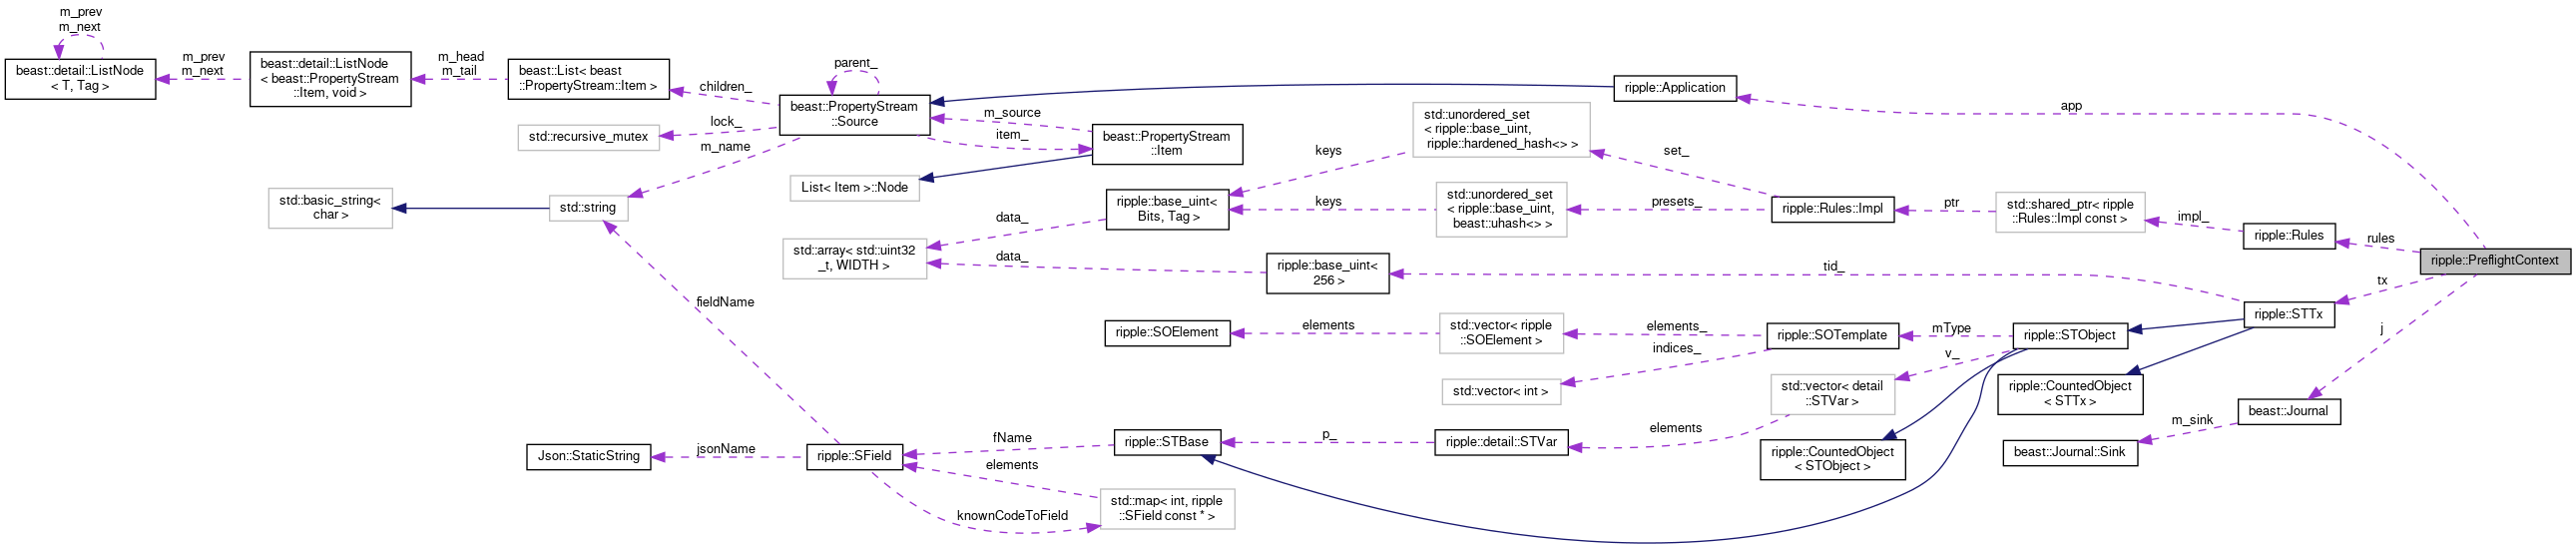 m_prev
m_next
beast::detail::ListNode
< T, Tag >
m_prev
m_next
beast::detail::ListNode
< beast::PropertyStream
::Item, void >
m_head
m_tail
beast::List< beast
::PropertyStream::Item >
children_
parent_
beast::PropertyStream
::Source
lock_
std::recursive_mutex
m_name
m_source
item_
beast::PropertyStream
::Item
List< Item >::Node
ripple::Application
app
std::basic_string<
char >
std::string
std::unordered_set
< ripple::base_uint,
ripple::hardened_hash<> >
keys
set_
ripple::base_uint<
Bits, Tag >
keys
std::unordered_set
< ripple::base_uint,
beast::uhash<> >
presets_
ripple::Rules::Impl
ptr
std::shared_ptr< ripple
::Rules::Impl const >
impl_
ripple::Rules
rules
ripple::PreflightContext
data_
std::array< std::uint32
_t, WIDTH >
data_
ripple::base_uint<
256 >
tid_
tx
ripple::STTx
j
fieldName
ripple::SOElement
elements
std::vector< ripple
::SOElement >
elements_
indices_
std::vector< int >
ripple::SOTemplate
mType
ripple::STObject
v_
std::vector< detail
::STVar >
ripple::CountedObject
< STTx >
beast::Journal
m_sink
beast::Journal::Sink
elements
ripple::CountedObject
< STObject >
ripple::detail::STVar
p_
ripple::STBase
fName
ripple::SField
jsonName
Json::StaticString
elements
knownCodeToField
std::map< int, ripple
::SField const * >